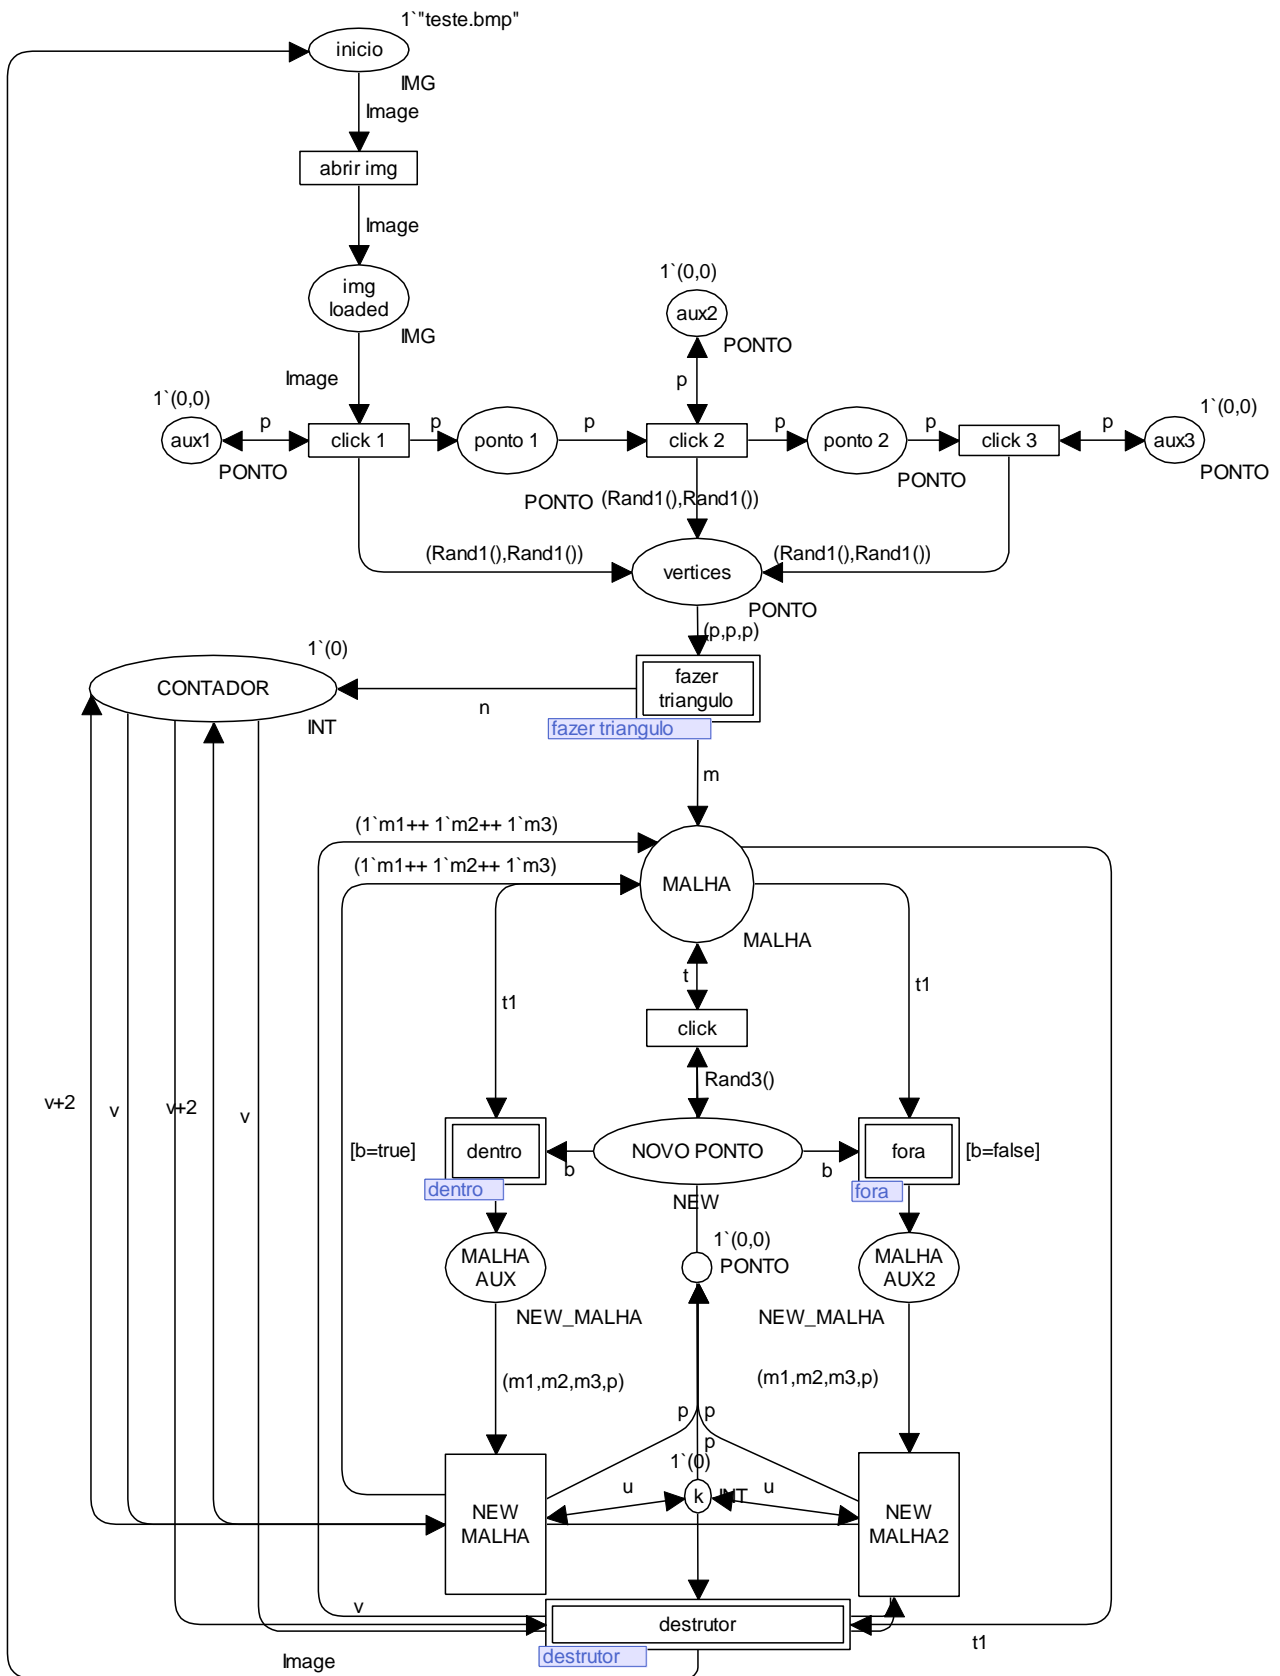 1`"teste.bmp"
inicio
IMG
Image
abrir img
Image
img
loaded
IMG
Image
1`(0,0)
aux2
PONTO
p
1`(0,0)
aux1
p
PONTO
click 1
p
ponto 1
PONTO
p
click 2
p
ponto 2
PONTO
p
click 3
p
1`(0,0)
aux3
PONTO
(Rand1(),Rand1())
(Rand1(),Rand1())
(Rand1(),Rand1())
vertices
PONTO
(p,p,p)
1`(0)
CONTADOR
INT
n
fazer
triangulo
fazer triangulo
m
(1`m1++ 1`m2++ 1`m3)
(1`m1++ 1`m2++ 1`m3)
MALHA
MALHA
t
t1
t1
click
Rand3()
v+2
v
v+2
v
[b=true]
dentro
dentro
b
NOVO PONTO
NEW
b
fora
fora
[b=false]
1`(0,0)
PONTO
MALHA
AUX
NEW_MALHA
MALHA
AUX2
NEW_MALHA
(m1,m2,m3,p)
(m1,m2,m3,p)
p
p
p
1`(0)
k
INT
u
u
NEW
MALHA
NEW
MALHA2
v
destrutor
destrutor
t1
Image